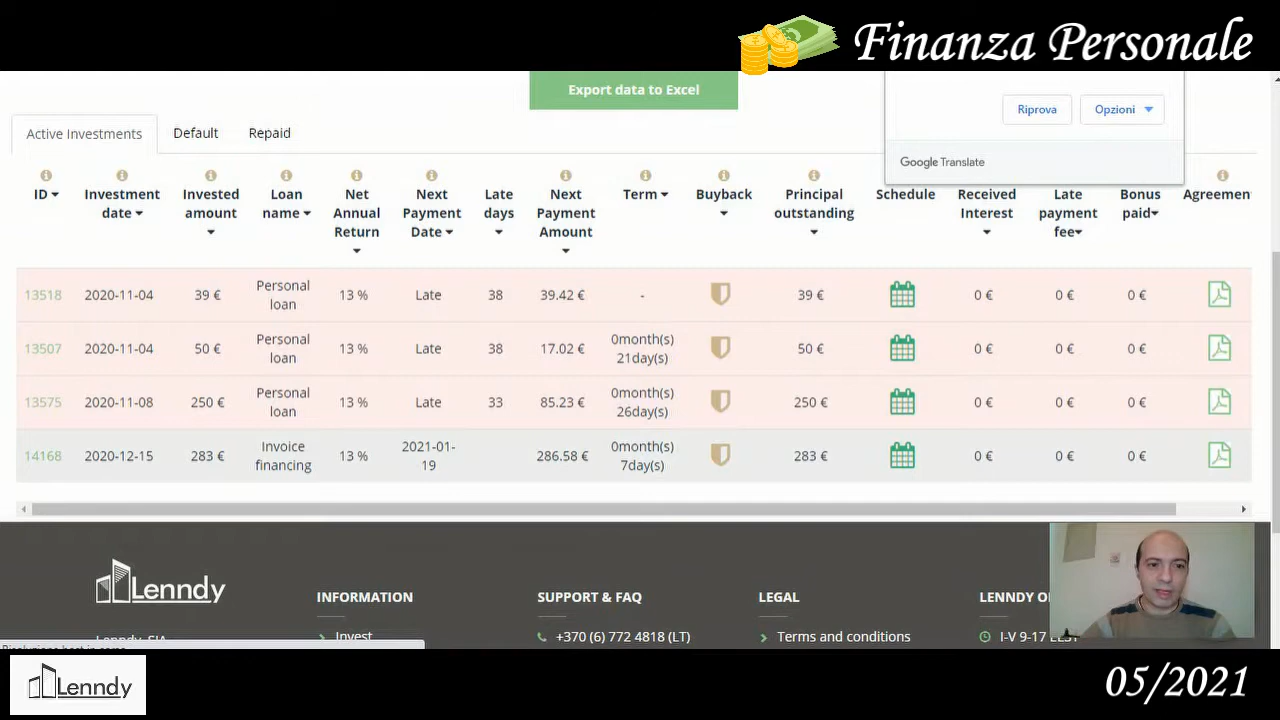 Finanza Personale
Export data to Excel
Riprova
Opzioni
Google Translate
Active Investments
Default
Repaid
ID
Investment date
Invested amount
Loan name
Net Annual Return
Next Payment Date
Late days
Next Payment Amount
Term
Buyback
Principal outstanding
Schedule
Received Interest
Late payment fee
Bonus paid
Agreemen
13518 2020-11-04 39 € Personal loan 13 % Late 38 39.42 € - 39 € 0 € 0 € 0 €
13507 2020-11-04 50 € Personal loan 13 % Late 38 17.02 € 0month(s) 21day(s) 50 € 0 € 0 € 0 €
13575 2020-11-08 250 € Personal loan 13 % Late 33 85.23 € 0month(s) 26day(s) 250 € 0 € 0 € 0 €
14168 2020-12-15 283 € Invoice financing 13 % 2021-01-19 286.58 € 0month(s) 7day(s) 283 € 0 € 0 € 0 €
Lenndy
INFORMATION
Invest
SUPPORT & FAQ
+370 (6) 772 4818 (LT)
LEGAL
Terms and conditions
LENNDY O
I-V 9-17
Lenndy
05/2021